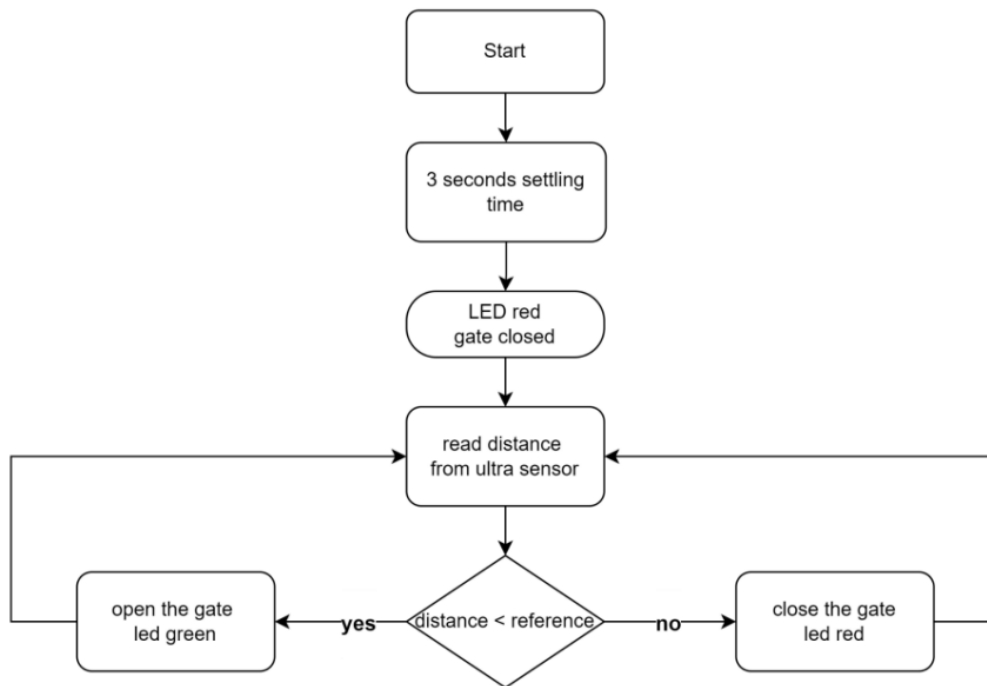 Start
3 seconds settling
time
LED red
gate closed
read distance
from ultra sensor
open the gate
led green
yes
distance < reference
no
close the gate
led red